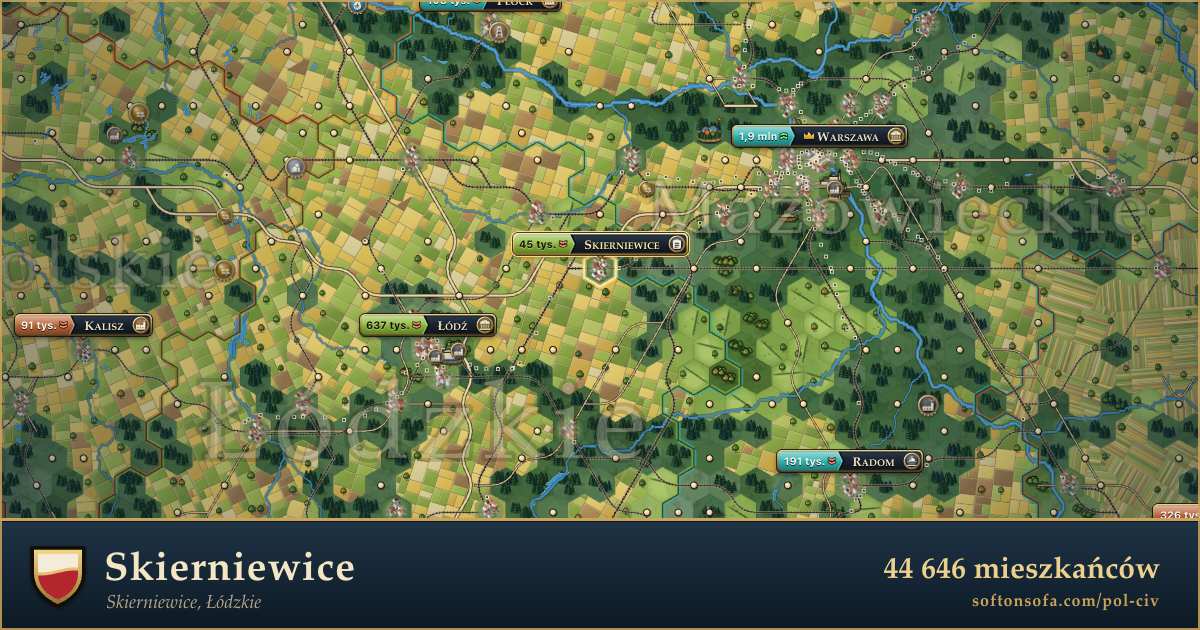 PŁOCK
1,9 mln WARSZAWA
Mazowieckie
45 tys. SKIERNIEWICE
olskie
91 tys. KALISZ
637 tys. ŁÓDŹ
Łódzkie
191 tys. RADOM
326 tys
Skierniewice
44 646 mieszkańców
Skierniewice, Łódzkie
softonsofa.com/pol-civ